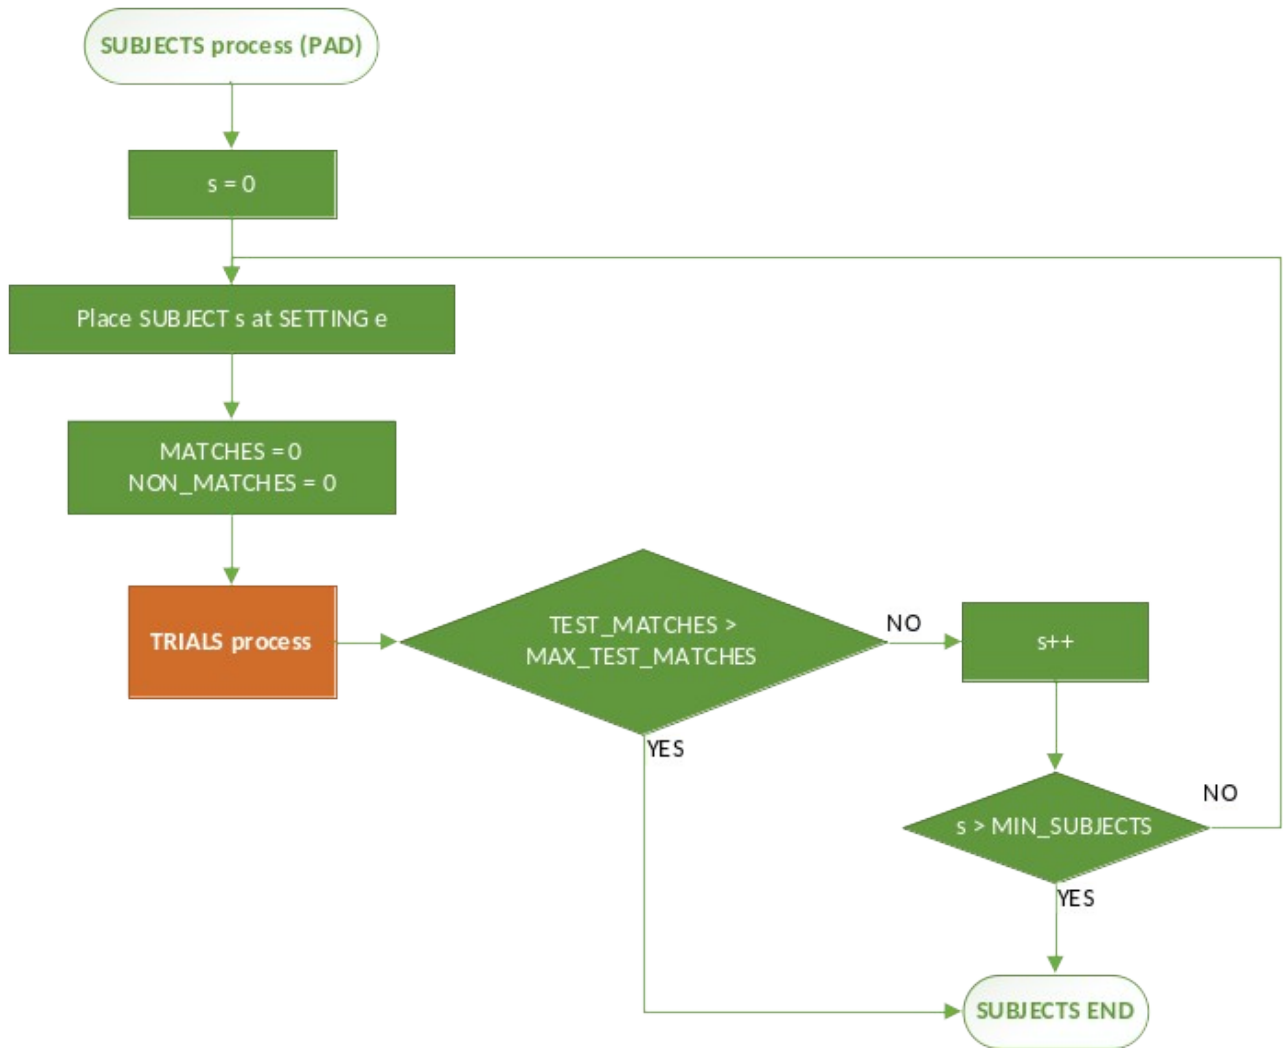 SUBJECTS process (PAD)
s = 0
Place SUBJECT s at SETTING e
MATCHES = 0
NON_MATCHES = 0
TRIALS process
TEST_MATCHES >
MAX_TEST_MATCHES
NO
s++
YES
s > MIN_SUBJECTS
NO
YES
SUBJECTS END